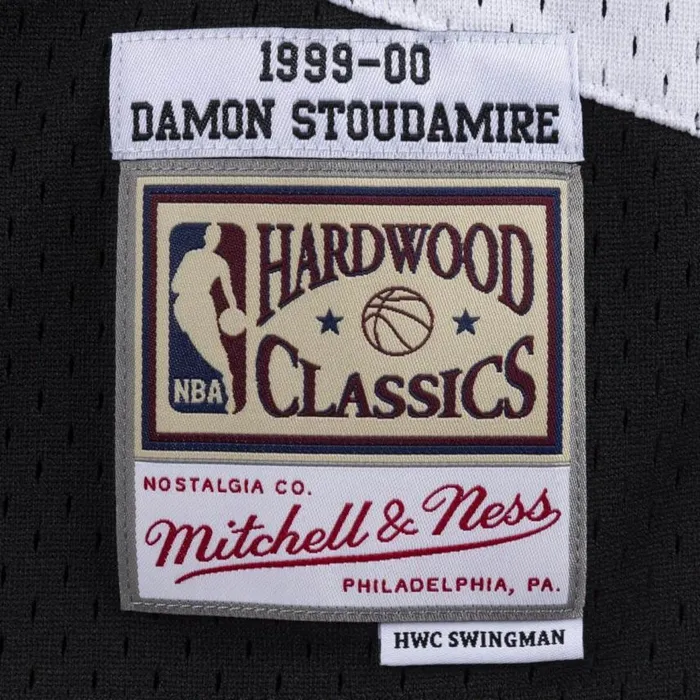 1999-00
DAMON STOUDAMIRE
HARDWOOD
CLASSICS
NBA
NOSTALGIA CO.
Mitchell & Ness
PHILADELPHIA, PA.
HWC SWINGMAN